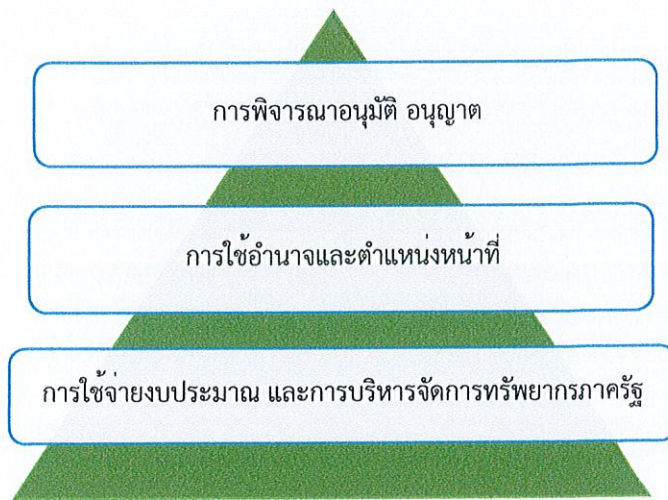 การพิจารณาอนุมัติ อนุญาต
การใช้อำนาจและตำแหน่งหน้าที่
การใช้จ่ายงบประมาณ และการบริหารจัดการทรัพยากรภาครัฐ